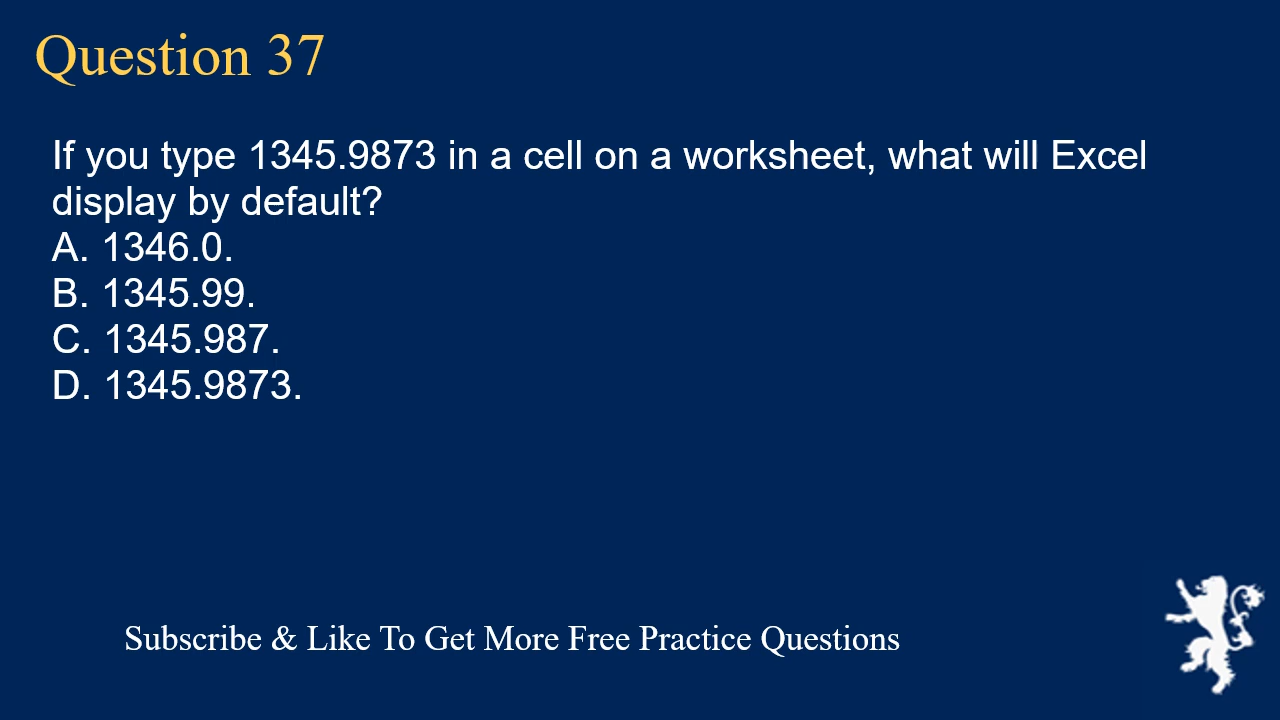 Question 37
If you type 1345.9873 in a cell on a worksheet, what will Excel
display by default?
A. 1346.0.
B. 1345.99.
C. 1345.987.
D. 1345.9873.
Subscribe & Like To Get More Free Practice Questions